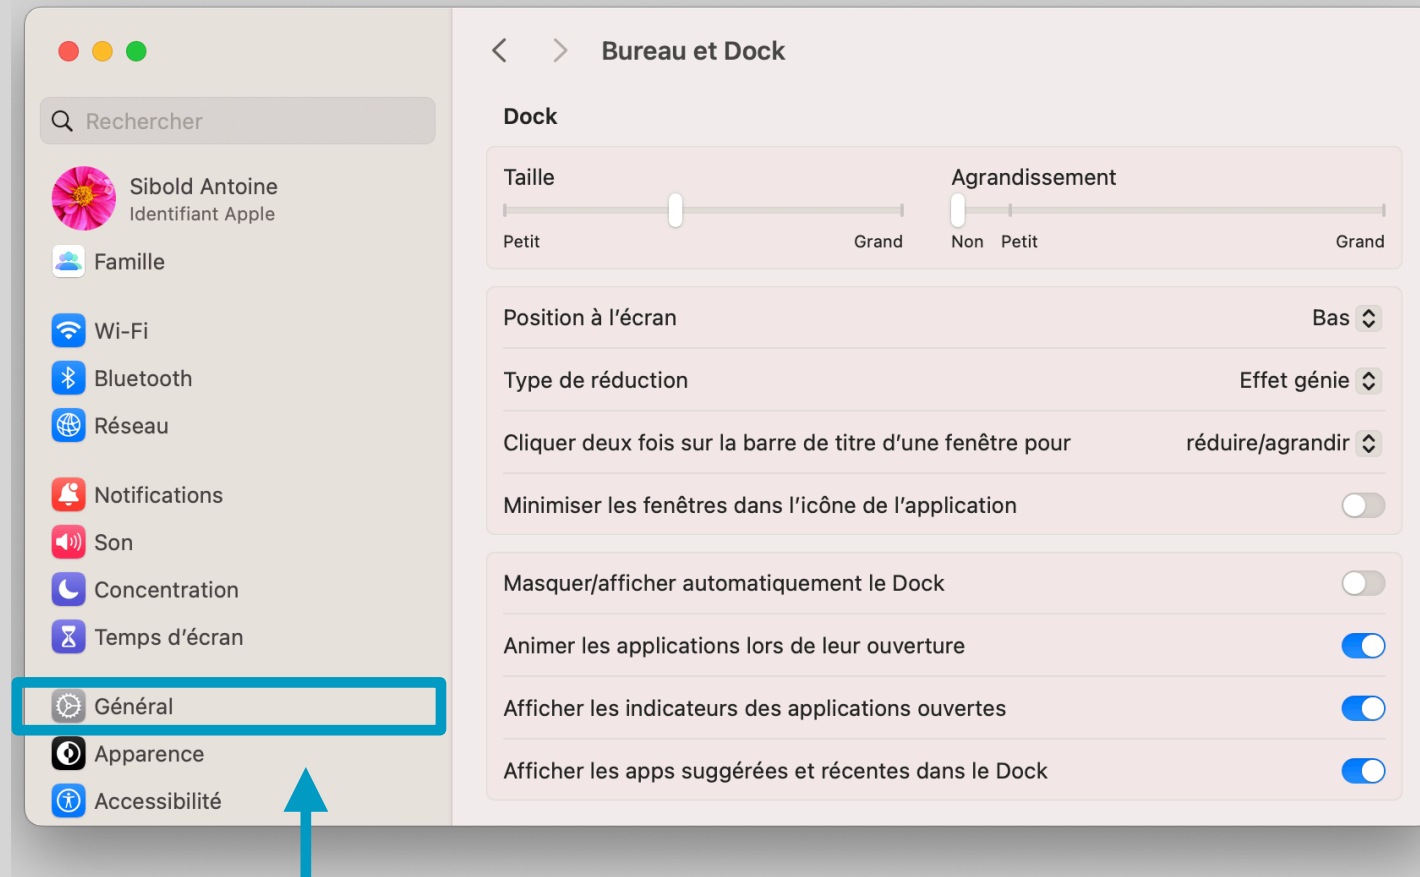 Bureau et Dock
Rechercher
Sibold Antoine
Identifiant Apple
Famille
Wi-Fi
Bluetooth
Réseau
Notifications
Son
Concentration
Temps d’écran
Général
Apparence
Accessibilité
Dock
Taille
Petit Grand
Agrandissement
Non Petit Grand
Position à l’écran Bas
Type de réduction Effet génie
Cliquer deux fois sur la barre de titre d’une fenêtre pour réduire/agrandir
Minimiser les fenêtres dans l’icône de l’application
Masquer/afficher automatiquement le Dock
Animer les applications lors de leur ouverture
Afficher les indicateurs des applications ouvertes
Afficher les apps suggérées et récentes dans le Dock